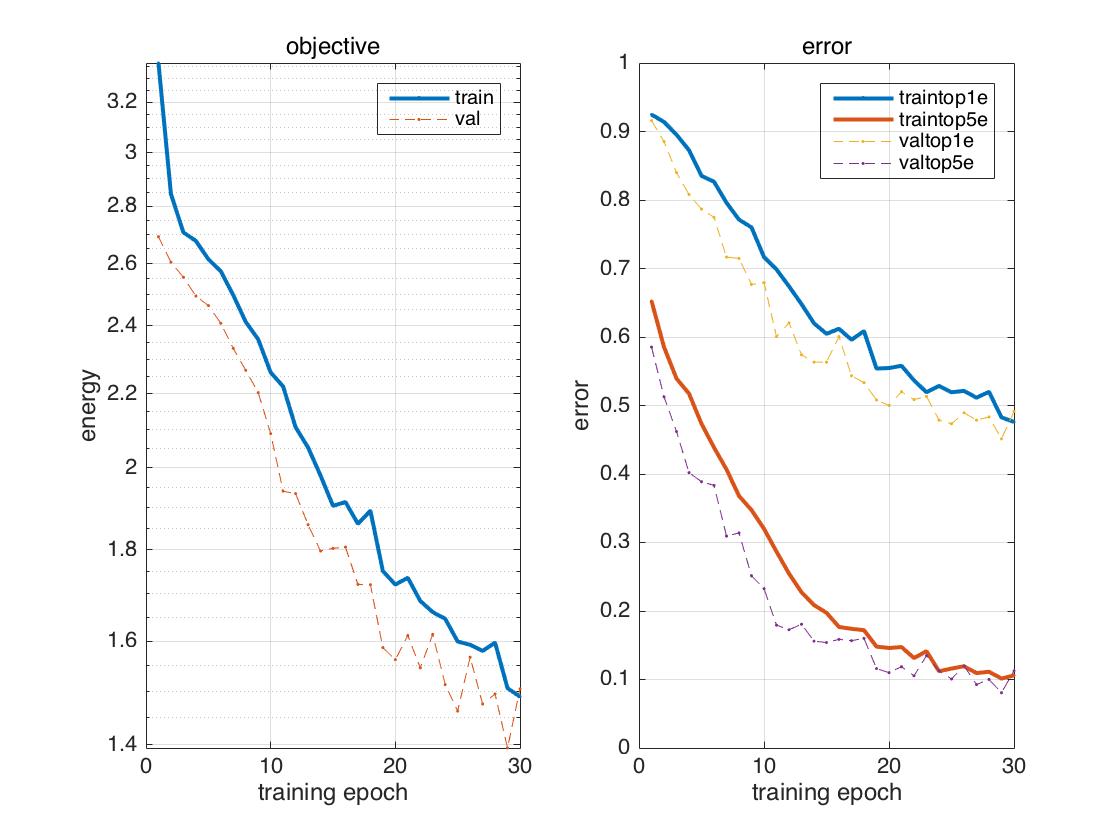 objective
3.2
3
2.8
2.6
2.4
2.2
2
1.8
1.6
1.4
energy
0
10
20
30
training epoch
train
val
error
1
0.9
0.8
0.7
0.6
0.5
0.4
0.3
0.2
0.1
0
error
0
10
20
30
training epoch
traintop1e
traintop5e
valtop1e
valtop5e